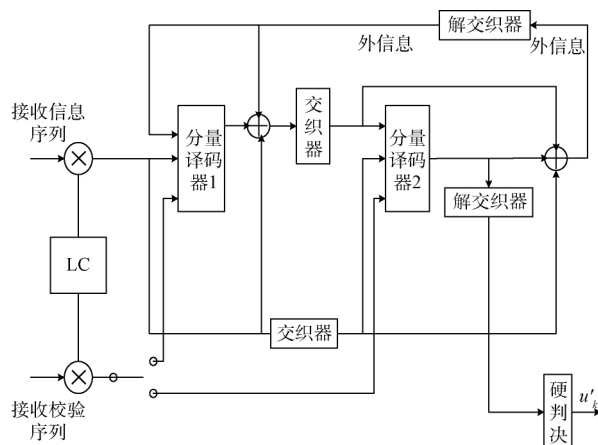 解交织器
外信息
外信息
接收信息
序列
分量
译码
器1
交
织
器
分量
译码
器2
解交织器
LC
交织器
接收校验
序列
硬
判
决
u′k